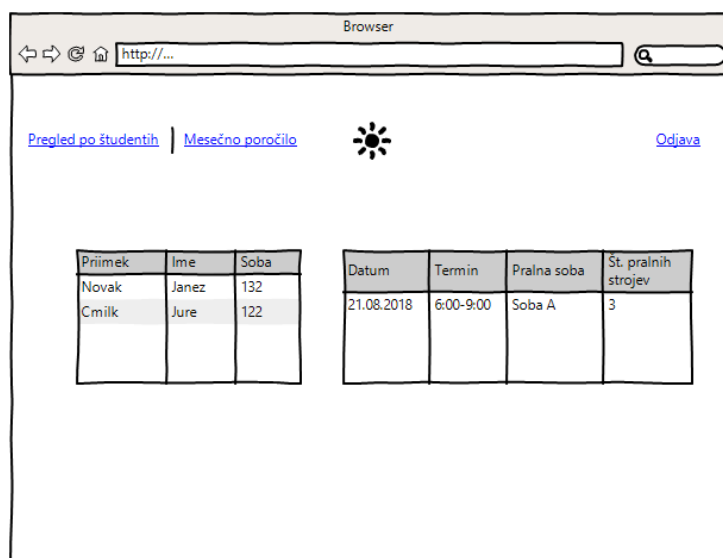 Browser
http://...
Pregled po študentih Mesečno poročilo Odjava
Priimek Ime Soba
Novak Janez 132
Cmilk Jure 122
Datum Termin Pralna soba Št. pralnih
strojev
21.08.2018 6:00-9:00 Soba A 3